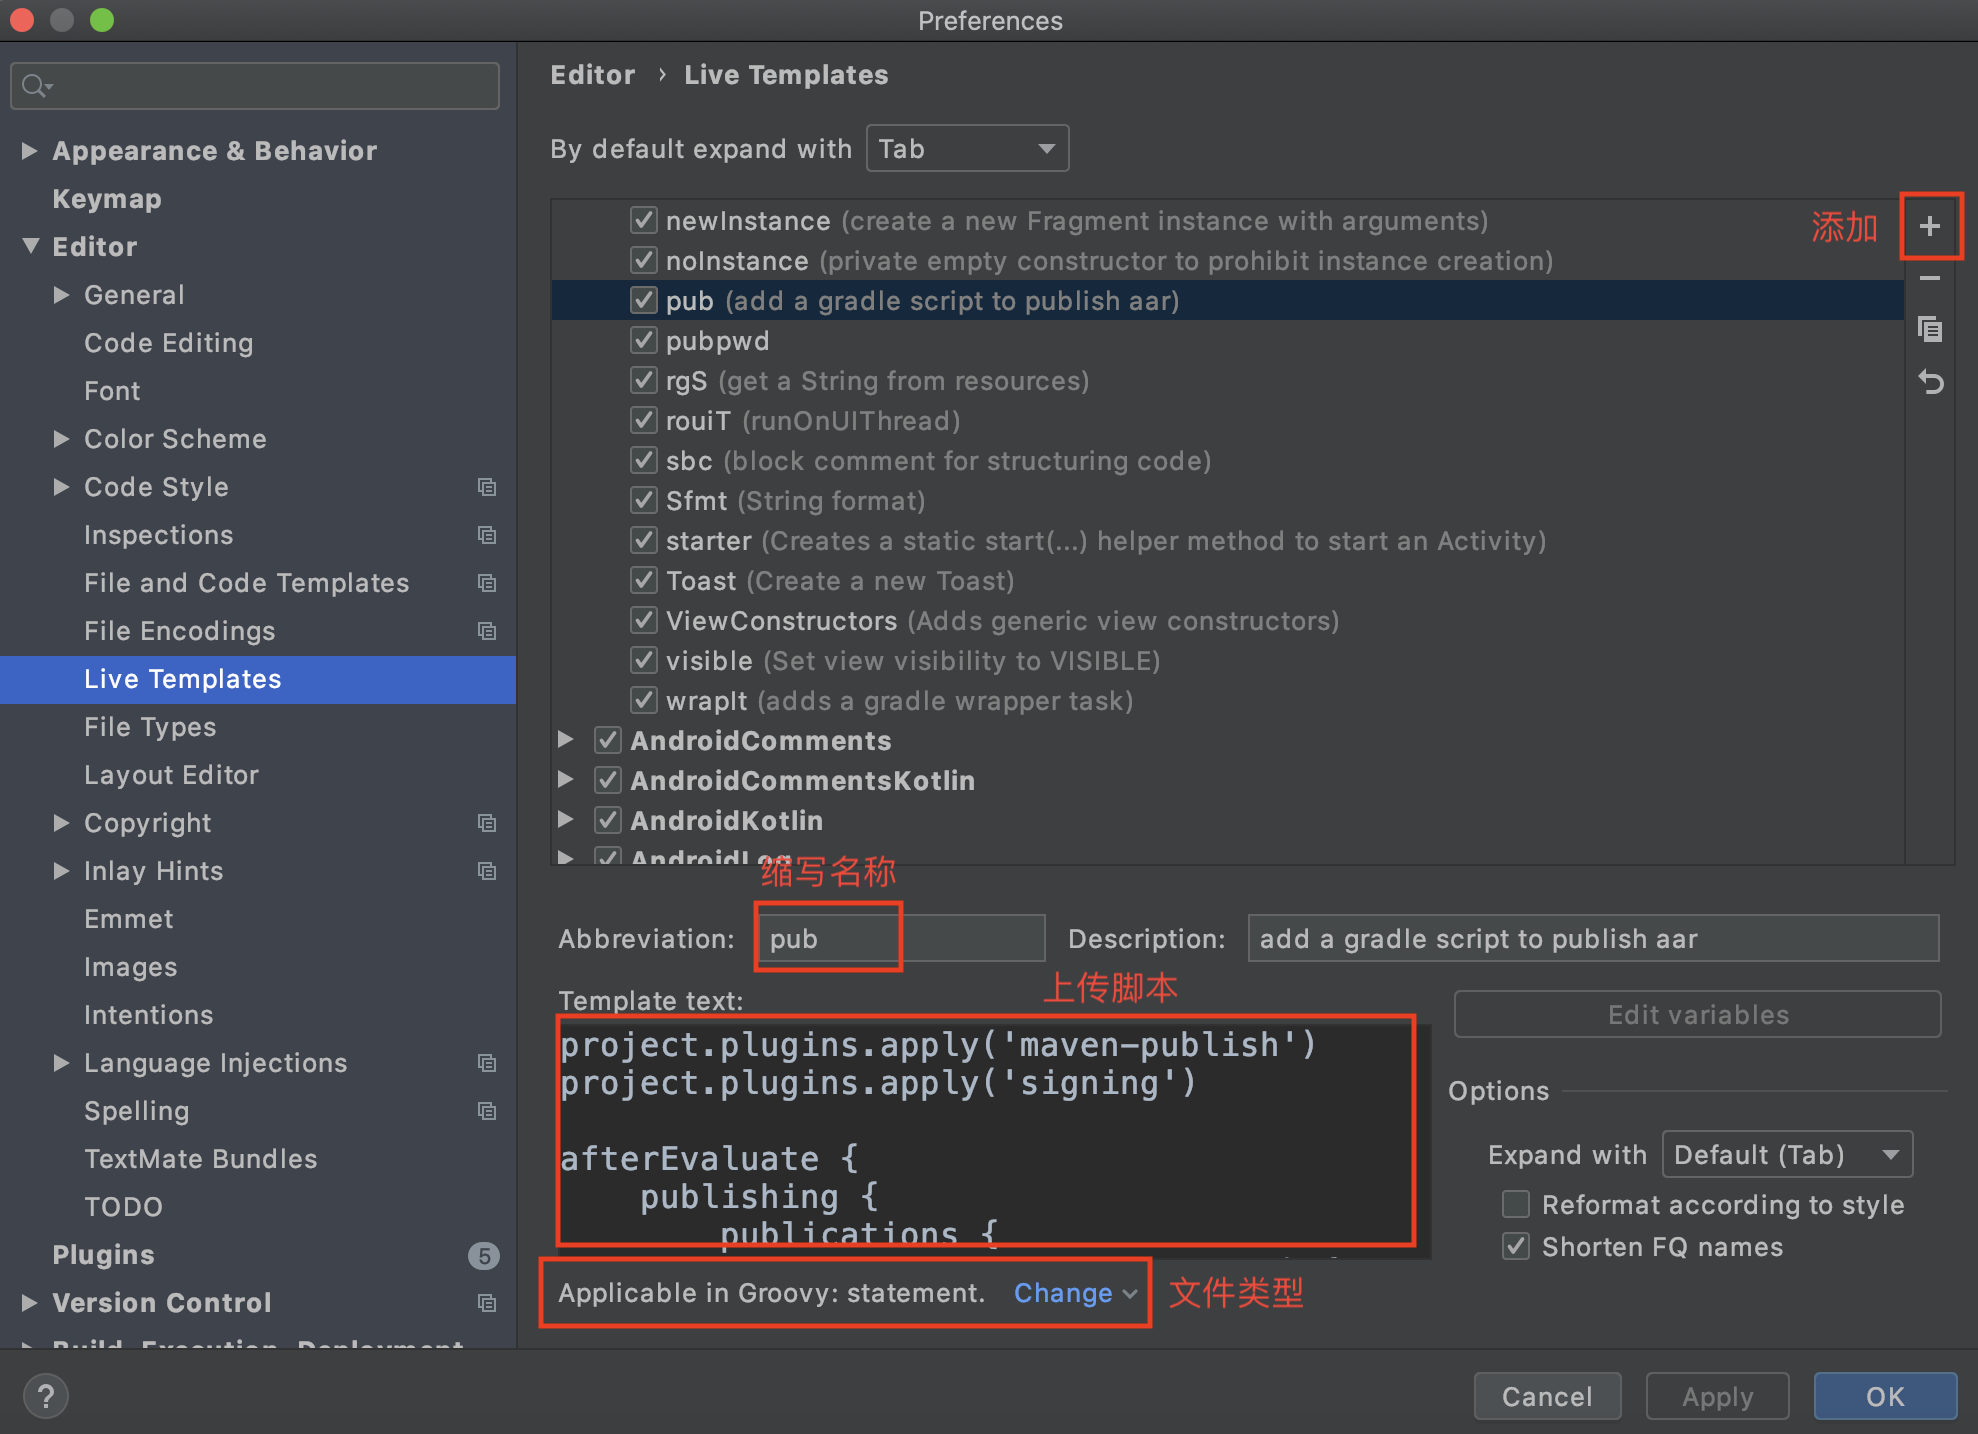 Preferences
Appearance & Behavior
Keymap
Editor
General
Code Editing
Font
Color Scheme
Code Style
Inspections
File and Code Templates
File Encodings
Live Templates
File Types
Layout Editor
Copyright
Inlay Hints
Emmet
Images
Intentions
Language Injections
Spelling
TextMate Bundles
TODO
Plugins 5
Version Control
Build, Execution, Deployment
Editor › Live Templates
By default expand with Tab
添加
newInstance (create a new Fragment instance with arguments)
noInstance (private empty constructor to prohibit instance creation)
pub (add a gradle script to publish aar)
pubpwd
rgS (get a String from resources)
rouiT (runOnUIThread)
sbc (block comment for structuring code)
Sfmt (String format)
starter (Creates a static start(...) helper method to start an Activity)
Toast (Create a new Toast)
ViewConstructors (Adds generic view constructors)
visible (Set view visibility to VISIBLE)
wrapIt (adds a gradle wrapper task)
AndroidComments
AndroidCommentsKotlin
AndroidKotlin
AndroidLog
缩写名称
Abbreviation: pub Description: add a gradle script to publish aar
上传脚本
Template text:
Edit variables
project.plugins.apply('maven-publish')
project.plugins.apply('signing')
afterEvaluate {
publishing {
publications {
Options
Expand with Default (Tab)
Reformat according to style
Shorten FQ names
Applicable in Groovy: statement. Change
文件类型
?
Cancel
Apply
OK